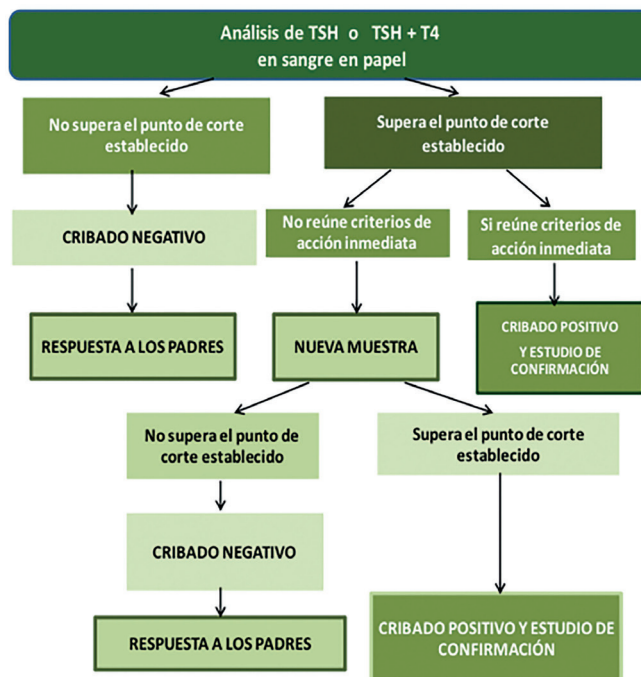 Análisis de TSH o TSH + T4
en sangre en papel
No supera el punto de corte
establecido
Supera el punto de corte
establecido
CRIBADO NEGATIVO
No reúne criterios de
acción inmediata
Si reúne criterios de
acción inmediata
RESPUESTA A LOS PADRES
NUEVA MUESTRA
CRIBADO POSITIVO
Y ESTUDIO DE
CONFIRMACIÓN
No supera el punto de
corte establecido
Supera el punto de corte
establecido
CRIBADO NEGATIVO
RESPUESTA A LOS PADRES
CRIBADO POSITIVO Y ESTUDIO DE
CONFIRMACIÓN